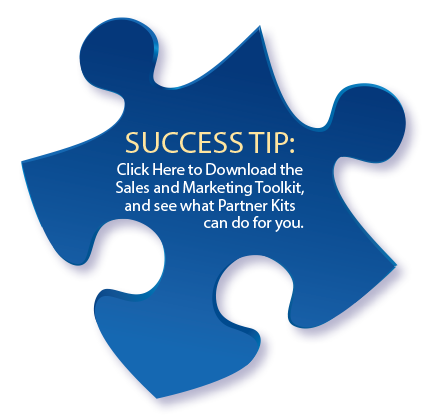 SUCCESS TIP:
Click Here to Download the
Sales and Marketing Toolkit,
and see what Partner Kits
can do for you.